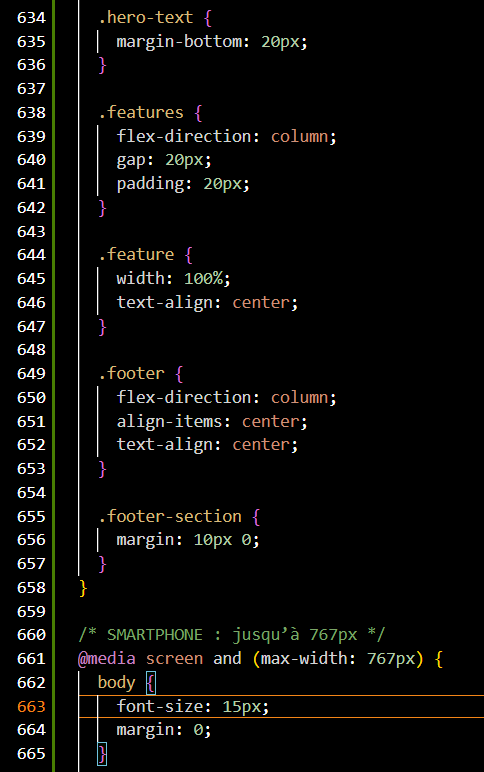 634 .hero-text {
635 margin-bottom: 20px;
636 }
637
638 .features {
639 flex-direction: column;
640 gap: 20px;
641 padding: 20px;
642 }
643
644 .feature {
645 width: 100%;
646 text-align: center;
647 }
648
649 .footer {
650 flex-direction: column;
651 align-items: center;
652 text-align: center;
653 }
654
655 .footer-section {
656 margin: 10px 0;
657 }
658 }
659
660 /* SMARTPHONE : jusqu’à 767px */
661 @media screen and (max-width: 767px) {
662 body {
663 font-size: 15px;
664 margin: 0;
665 }